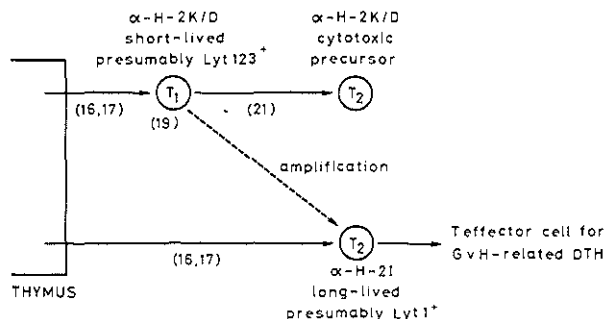 α-H-2K/D
short-lived
presumably Lyt123⁺
α-H-2K/D
cytotoxic
precursor
T₁
T₂
(16,17)
(19)
(21)
amplification
T₂
T effector cell for
GvH-related DTH
(16,17)
α-H-2I
long-lived
presumably Lyt1⁺
THYMUS